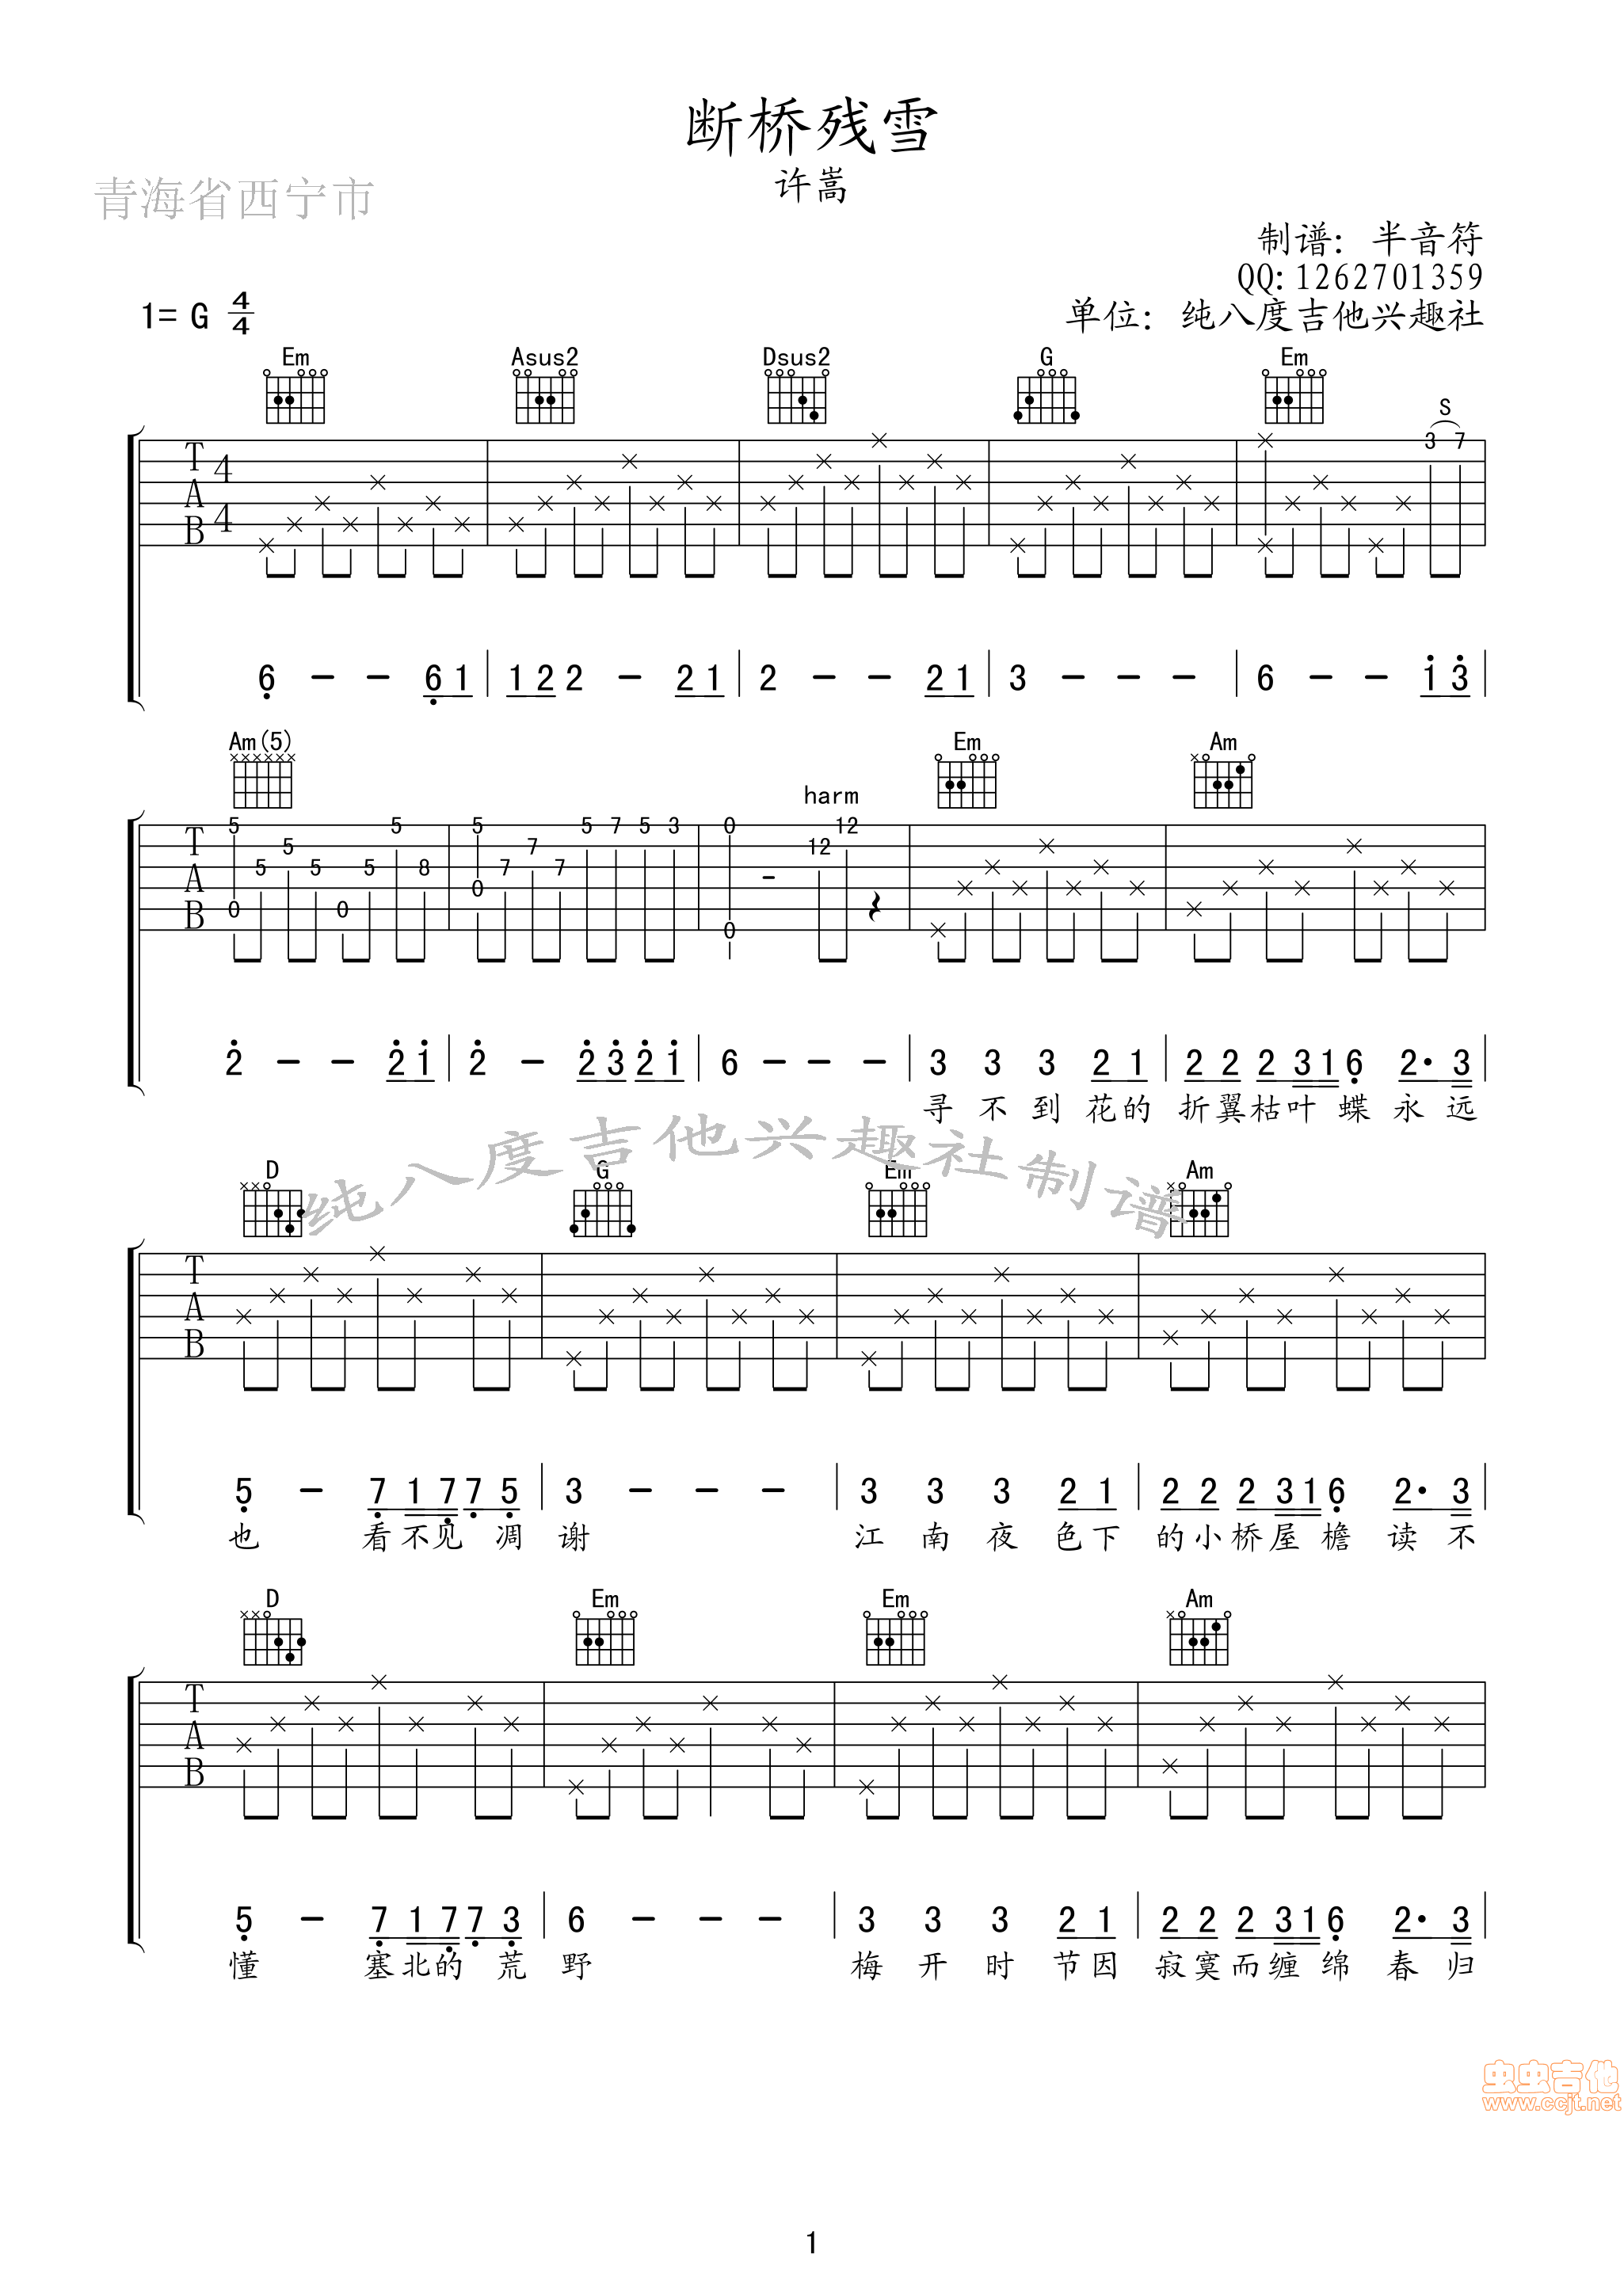 断桥残雪
许嵩
青海省西宁市
制谱：半音符
QQ:1262701359
单位：纯八度吉他兴趣社
1= G 4/4
Em Asus2 Dsus2 G Em
S
3 7
T A B 4 4
6 - - 6 1 | 1 2 2 - 2 1 | 2 - - 2 1 | 3 - - - | 6 - - 1 3 |
Am(5) Em Am
harm
5 5 5 7 5 3 0 12
5 7 12
5 5 5 8 7 7
0
0 0
0
T A B
2 - - 2 1 | 2 - 2 3 2 1 | 6 - - - | 3 3 3 2 1 | 2 2 2 3 1 6 2· 3 |
寻 不 到 花的 折翼枯叶 蝶 永 远
纯八度吉他兴趣社制谱
D G Em Am
T A B
5 - 7 1 7 7 5 | 3 - - - | 3 3 3 2 1 | 2 2 2 3 1 6 2· 3 |
也 看不见 凋 谢 江 南 夜 色下 的小桥屋 檐 读 不
D Em Em Am
T A B
5 - 7 1 7 7 3 | 6 - - - | 3 3 3 2 1 | 2 2 2 3 1 6 2· 3 |
懂 塞北的 荒 野 梅 开 时 节因 寂寞而缠 绵 春 归
虫虫吉他
www.ccjt.net
1